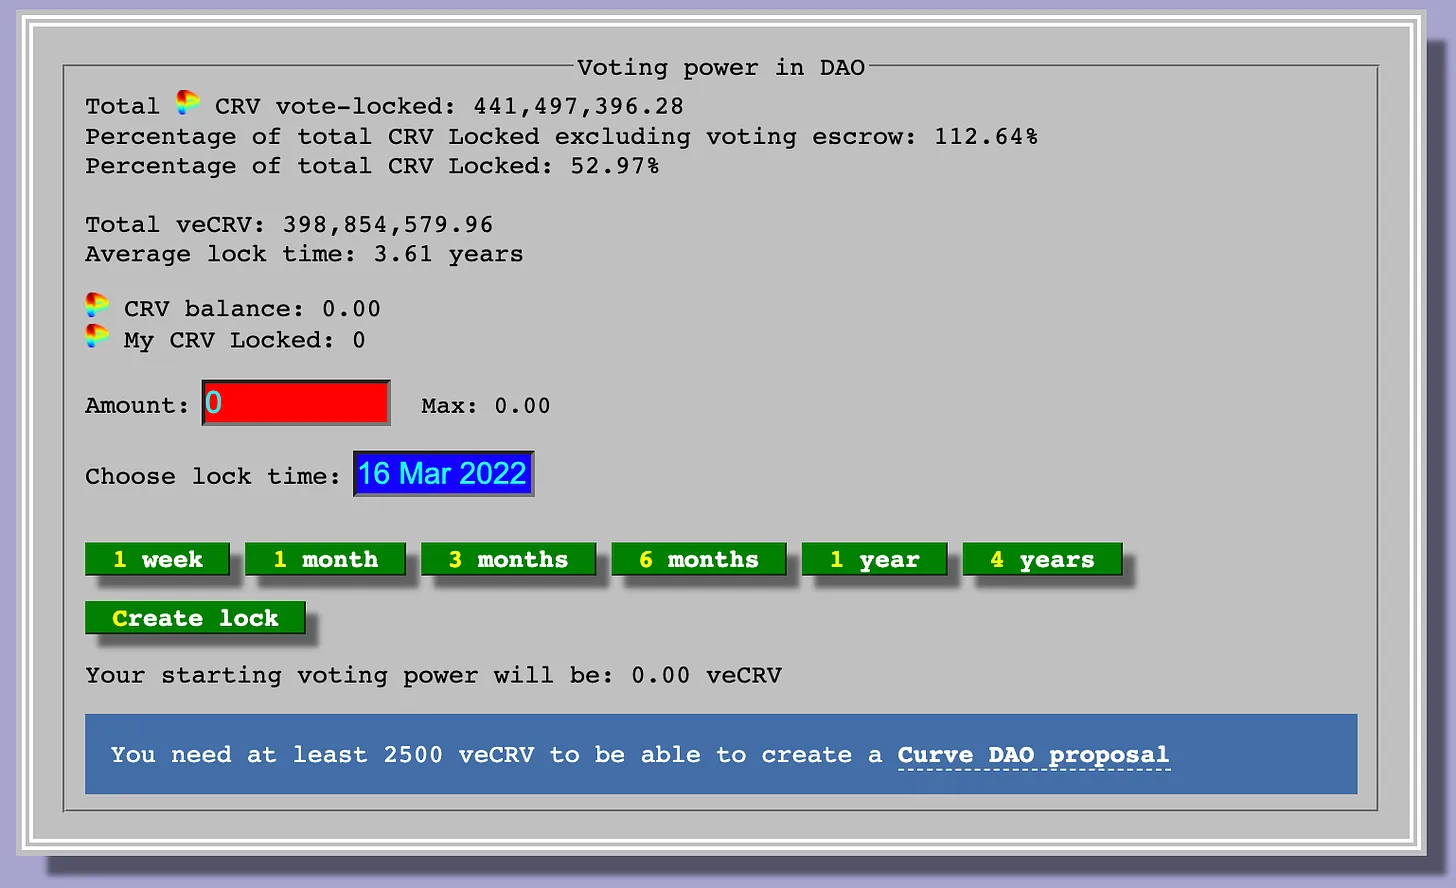 Voting power in DAO
Total CRV vote-locked: 441,497,396.28
Percentage of total CRV Locked excluding voting escrow: 112.64%
Percentage of total CRV Locked: 52.97%
Total veCRV: 398,854,579.96
Average lock time: 3.61 years
CRV balance: 0.00
My CRV Locked: 0
Amount: 0 Max: 0.00
Choose lock time: 16 Mar 2022
1 week 1 month 3 months 6 months 1 year 4 years
Create lock
Your starting voting power will be: 0.00 veCRV
You need at least 2500 veCRV to be able to create a Curve DAO proposal